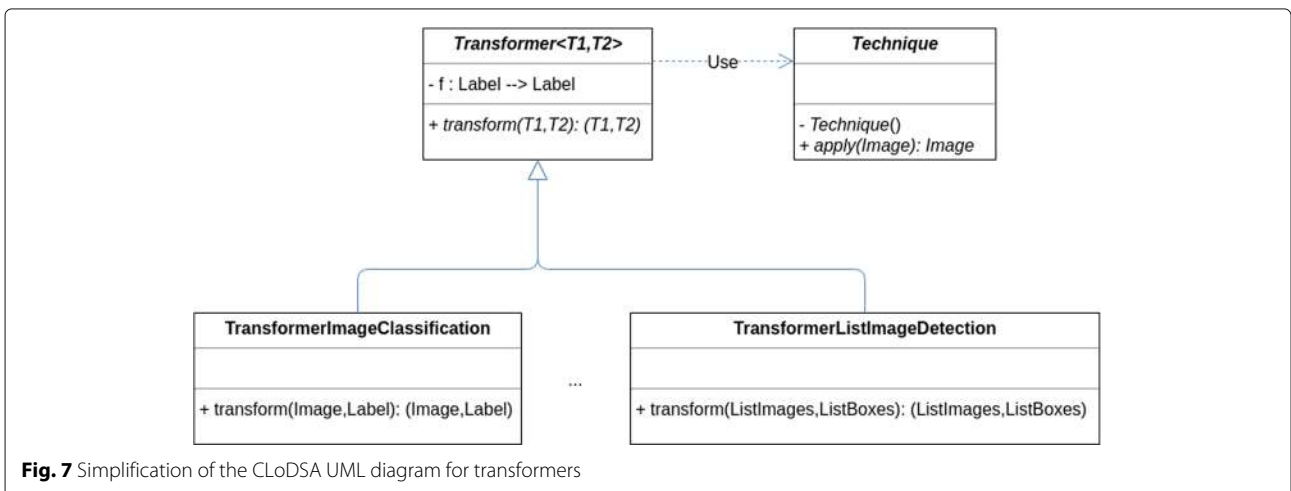 Transformer<T1,T2>
- f : Label --> Label
+ transform(T1,T2): (T1,T2)
Use
Technique
- Technique()
+ apply(Image): Image
TransformerImageClassification
+ transform(Image,Label): (Image,Label)
...
TransformerListImageDetection
+ transform(ListImages,ListBoxes): (ListImages,ListBoxes)
Fig. 7 Simplification of the CLoDSA UML diagram for transformers